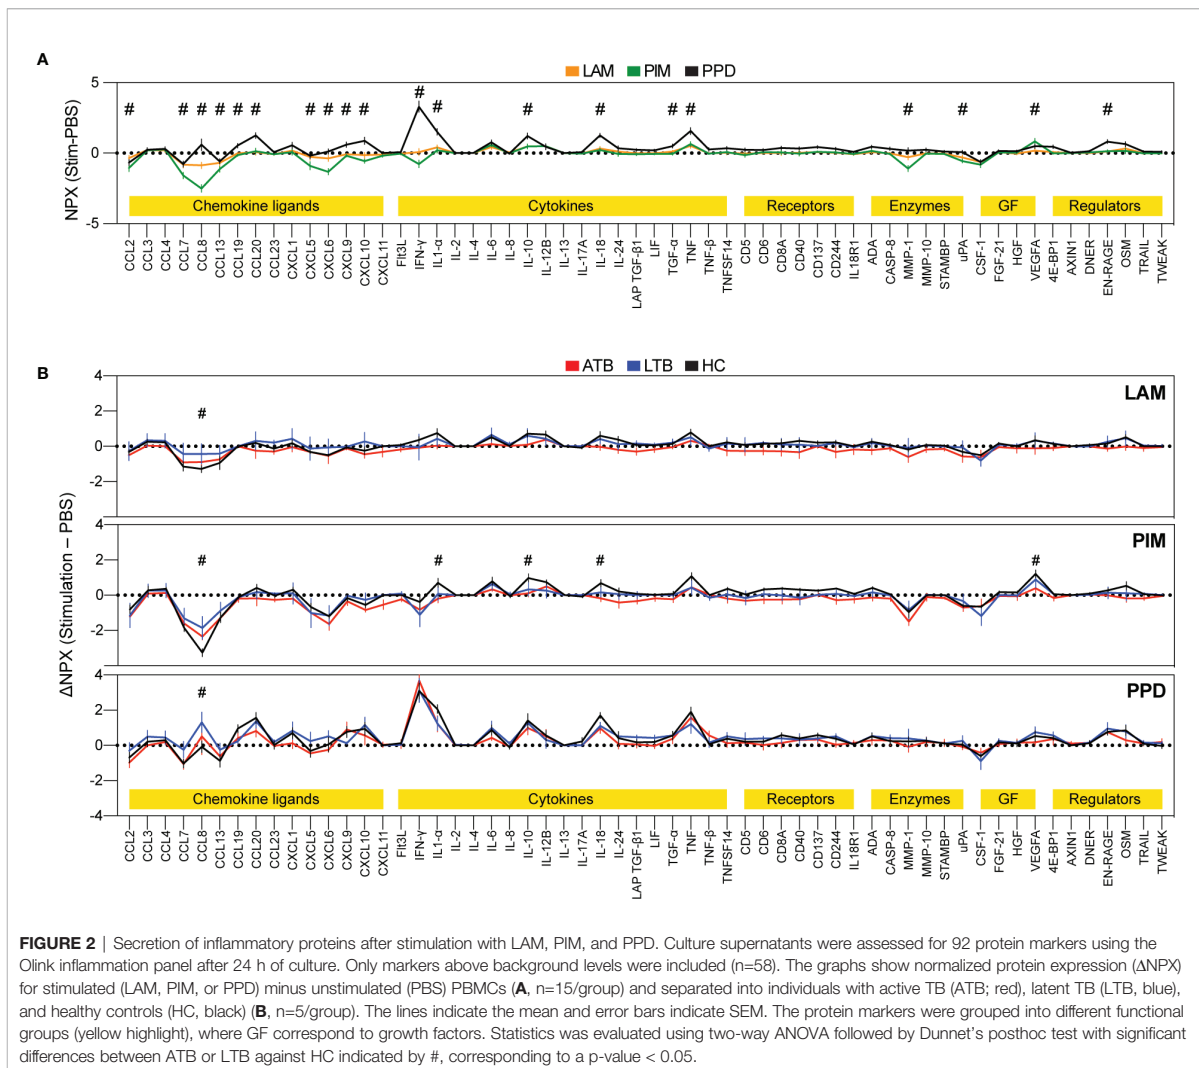 A
LAM PIM PPD
5
0
-5
NPX (Stim-PBS)
# # # # # # # # # # # # # # # # # # # #
Chemokine ligands Cytokines Receptors Enzymes GF Regulators
CCL2 CCL3 CCL4 CCL7 CCL8 CCL13 CCL19 CCL20 CCL23 CXCL1 CXCL5 CXCL6 CXCL9 CXCL10 CXCL11 Flt3L IFN-γ IL1-α IL-2 IL-4 IL-6 IL-8 IL-10 IL-12B IL-13 IL-17A IL-18 IL-24 LAP TGF-β1 LIF TGF-α TNF TNF-β TNFSF14 CD5 CD6 CD8A CD40 CD137 CD244 IL18R1 ADA CASP-8 MMP-1 MMP-10 STAMBP uPA CSF-1 FGF-21 HGF VEGFA 4E-BP1 AXIN1 DNER EN-RAGE OSM TRAIL TWEAK
B
ATB LTB HC
ΔNPX (Stimulation – PBS)
4
2
0
-2
#
LAM
4
2
0
-2
# # # # #
PIM
4
2
0
-2
-4
#
PPD
Chemokine ligands Cytokines Receptors Enzymes GF Regulators
CCL2 CCL3 CCL4 CCL7 CCL8 CCL13 CCL19 CCL20 CCL23 CXCL1 CXCL5 CXCL6 CXCL9 CXCL10 CXCL11 Flt3L IFN-γ IL1-α IL-2 IL-4 IL-6 IL-8 IL-10 IL-12B IL-13 IL-17A IL-18 IL-24 LAP TGF-β1 LIF TGF-α TNF TNF-β TNFSF14 CD5 CD6 CD8A CD40 CD137 CD244 IL18R1 ADA CASP-8 MMP-1 MMP-10 STAMBP uPA CSF-1 FGF-21 HGF VEGFA 4E-BP1 AXIN1 DNER EN-RAGE OSM TRAIL TWEAK
FIGURE 2 | Secretion of inflammatory proteins after stimulation with LAM, PIM, and PPD. Culture supernatants were assessed for 92 protein markers using the
Olink inflammation panel after 24 h of culture. Only markers above background levels were included (n=58). The graphs show normalized protein expression (ΔNPX)
for stimulated (LAM, PIM, or PPD) minus unstimulated (PBS) PBMCs (A, n=15/group) and separated into individuals with active TB (ATB; red), latent TB (LTB, blue),
and healthy controls (HC, black) (B, n=5/group). The lines indicate the mean and error bars indicate SEM. The protein markers were grouped into different functional
groups (yellow highlight), where GF correspond to growth factors. Statistics was evaluated using two-way ANOVA followed by Dunnet's posthoc test with significant
differences between ATB or LTB against HC indicated by #, corresponding to a p-value < 0.05.